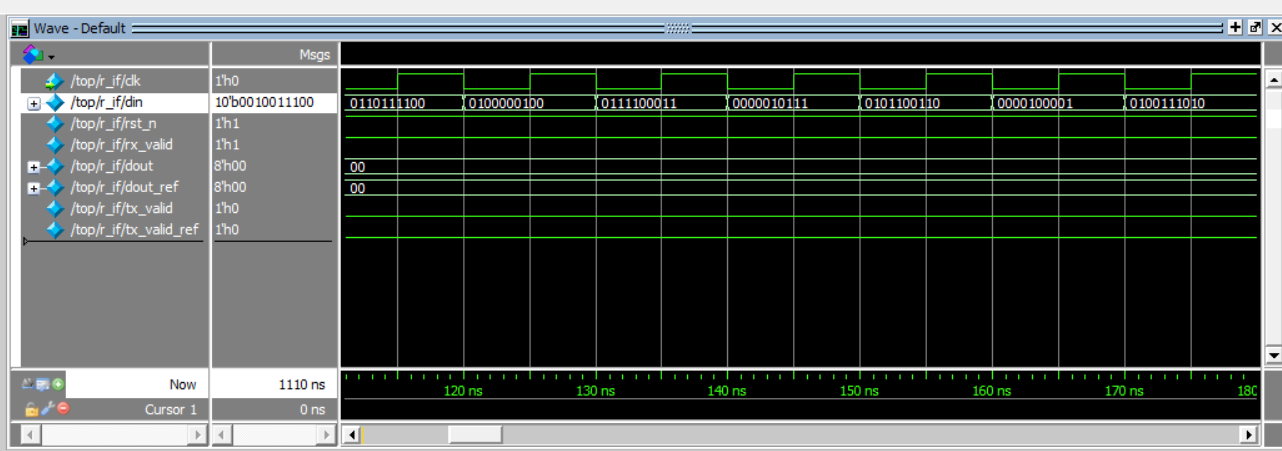 Wave - Default
Msgs
/top/r_if/clk 1'h0
/top/r_if/din 10'b0010011100 0110111100 0100000100 0111100011 0000010111 0101100110 0000100001 0100111010
/top/r_if/rst_n 1'h1
/top/r_if/rx_valid 1'h1
/top/r_if/dout 8'h00 00
/top/r_if/dout_ref 8'h00 00
/top/r_if/tx_valid 1'h0
/top/r_if/tx_valid_ref 1'h0
Now 1110 ns 120 ns 130 ns 140 ns 150 ns 160 ns 170 ns 180
Cursor 1 0 ns